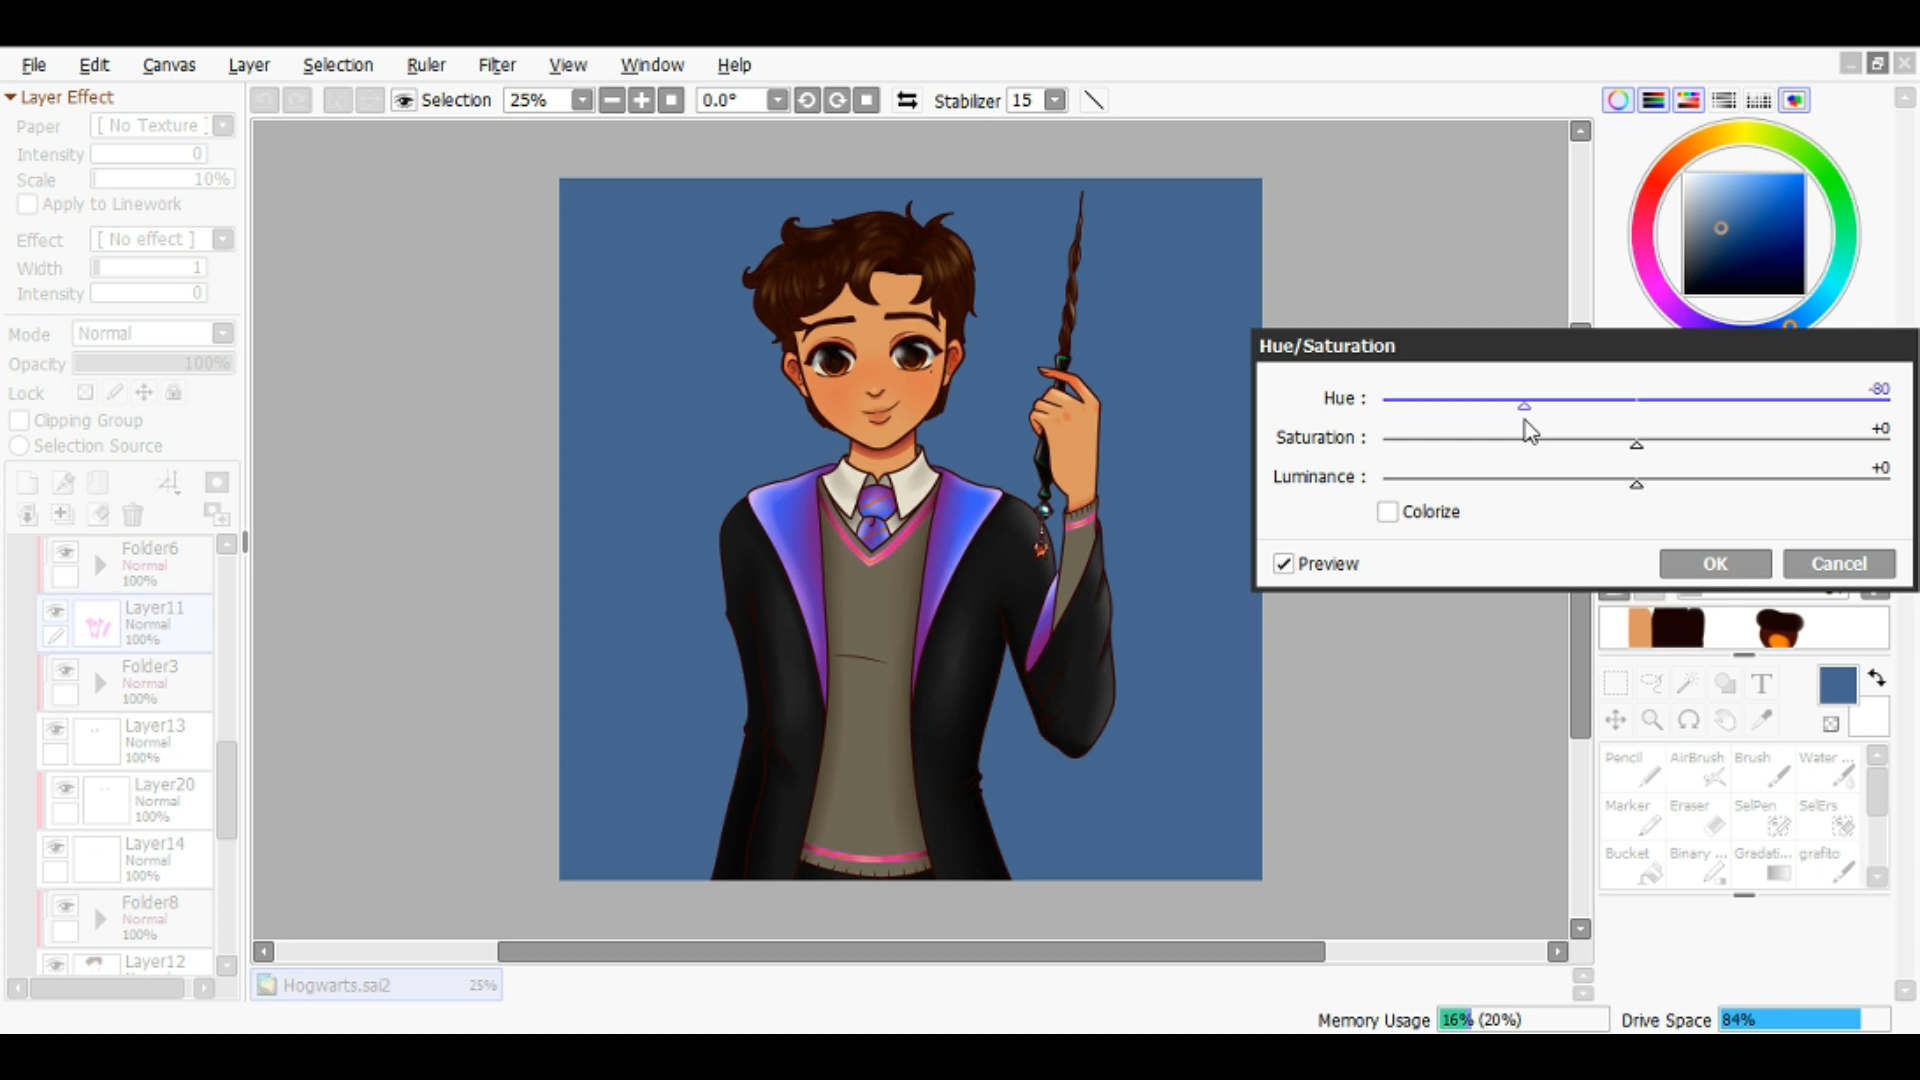 File Edit Canvas Layer Selection Ruler Filter View Window Help
Layer Effect
Selection 25% 0.0° Stabilizer 15
Paper [ No Texture ]
Intensity 0
Scale 10%
Apply to Linework
Effect [ No effect ]
Width 1
Intensity 0
Mode Normal
Opacity 100%
Lock
Clipping Group
Selection Source
Folder6
Normal
100%
Layer11
Normal
100%
Folder3
Normal
100%
Layer13
Normal
100%
Layer20
Normal
100%
Layer14
Normal
100%
Folder8
Normal
100%
Layer12
Hue/Saturation
Hue : -80
Saturation : +0
Luminance : +0
Colorize
Preview OK Cancel
T
Pencil AirBrush Brush Water ...
Marker Eraser SelPen SelErs
Bucket Binary ... Gradati... grafito
Hogwarts.sai2 25%
Memory Usage 16% (20%) Drive Space 84%